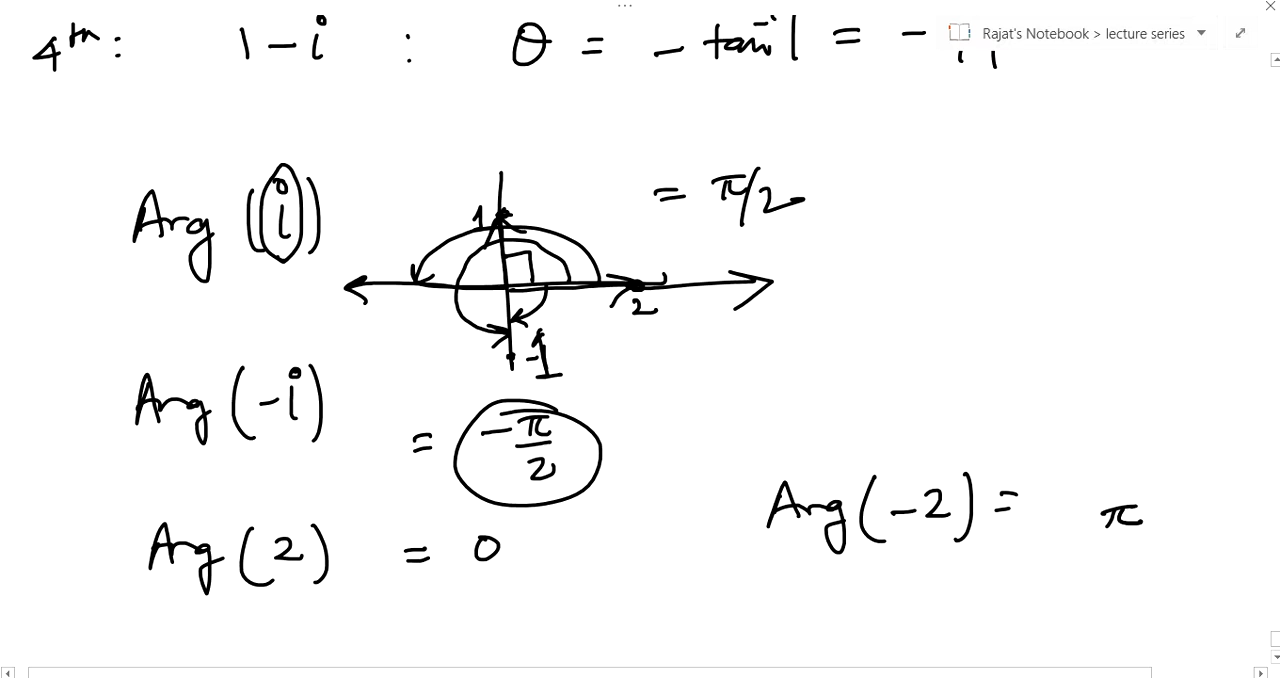 4th: 1 - i : θ = - tan⁻¹ 1 = -
Rajat's Notebook > lecture series
Arg (i) = π/2
1
2
-1
Arg (-i) = -π/2
Arg (-2) = π
Arg (2) = 0